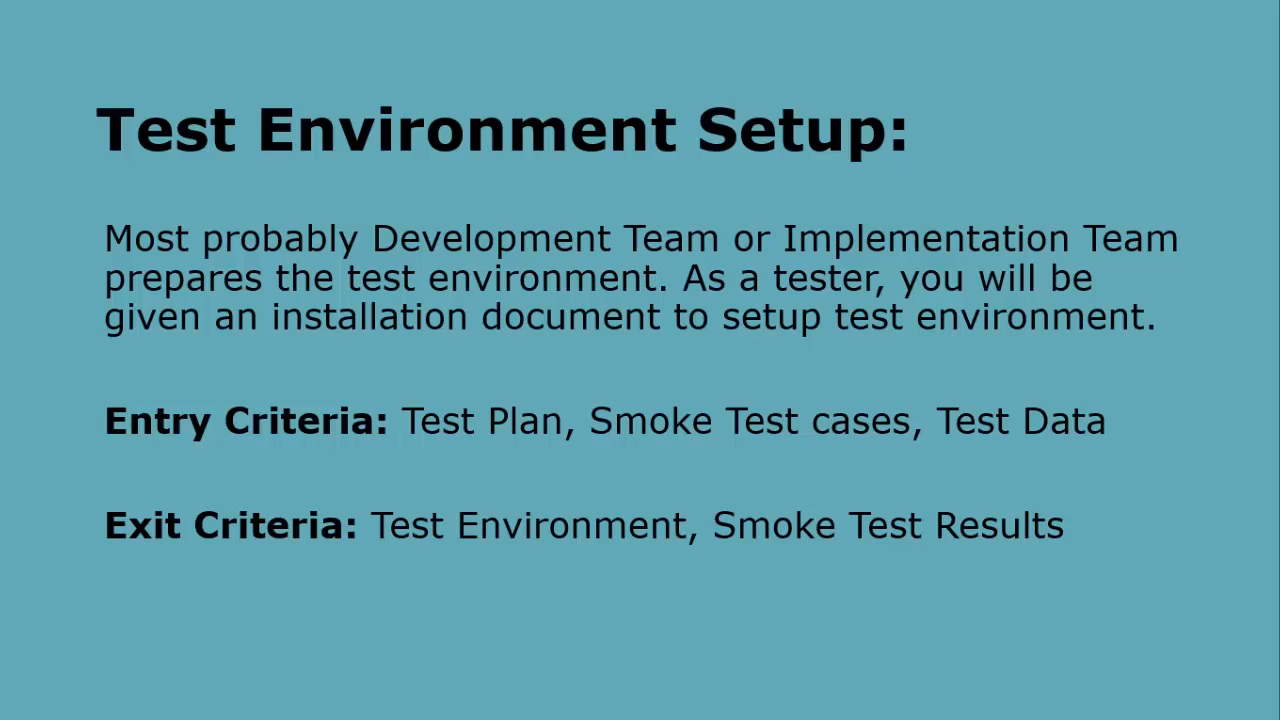 Test Environment Setup:
Most probably Development Team or Implementation Team
prepares the test environment. As a tester, you will be
given an installation document to setup test environment.
Entry Criteria: Test Plan, Smoke Test cases, Test Data
Exit Criteria: Test Environment, Smoke Test Results